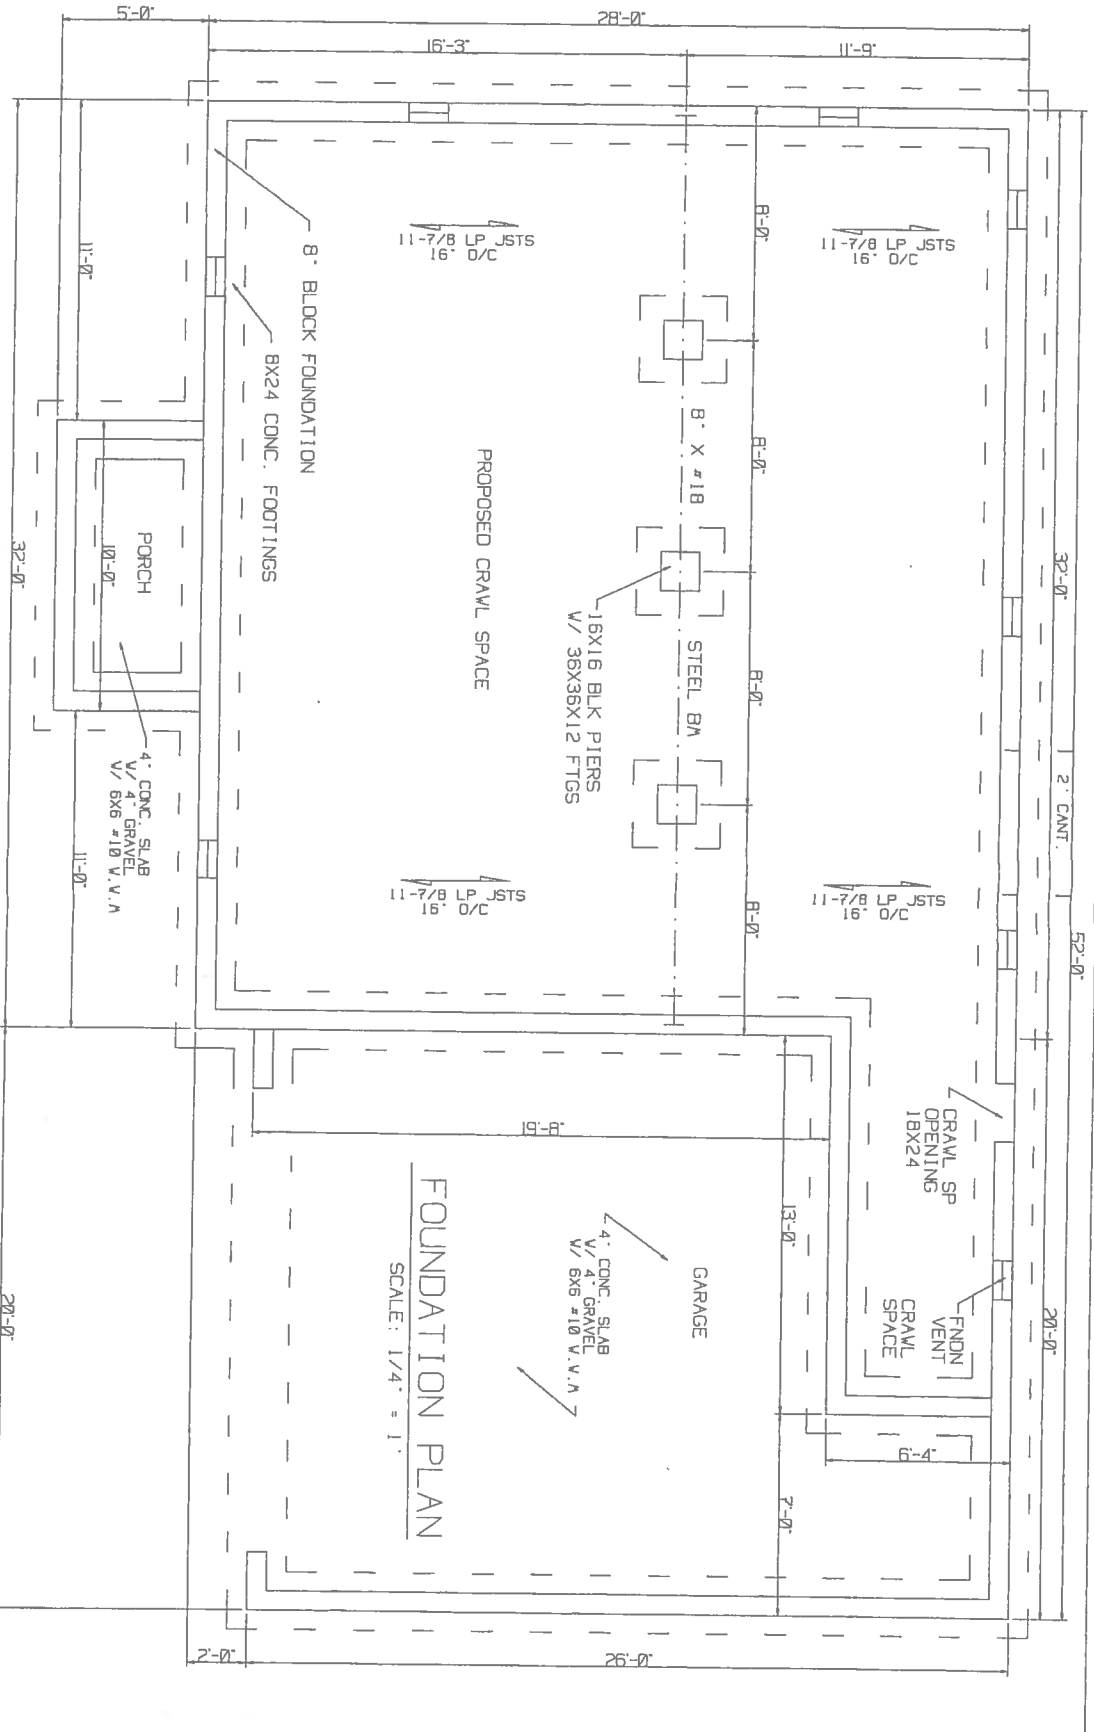 52'-0"
32'-0"
20'-0"
2' CANT.
28'-0"
11'-9"
16'-3"
5'-0"
8'-0"
8'-0"
8'-0"
8'-0"
11-7/8 LP JSTS
16" O/C
11-7/8 LP JSTS
16" O/C
11-7/8 LP JSTS
16" O/C
11-7/8 LP JSTS
16" O/C
8" X #18
STEEL BM
16X16 BLK PIERS
W/ 36X36X12 FTGS
PROPOSED CRAWL SPACE
8" BLOCK FOUNDATION
8X24 CONC. FOOTINGS
CRAWL SP
OPENING
18X24
FNDN
VENT
CRAWL
SPACE
6'-4"
13'-0"
7'-0"
19'-8"
GARAGE
4" CONC. SLAB
W/ 4" GRAVEL
W/ 6X6 #10 W.W.M
26'-0"
2'-0"
PORCH
10'-0"
4" CONC. SLAB
W/ 4" GRAVEL
W/ 6X6 #10 W.W.M
11'-0"
11'-0"
32'-0"
20'-0"
FOUNDATION PLAN
SCALE: 1/4" = 1'